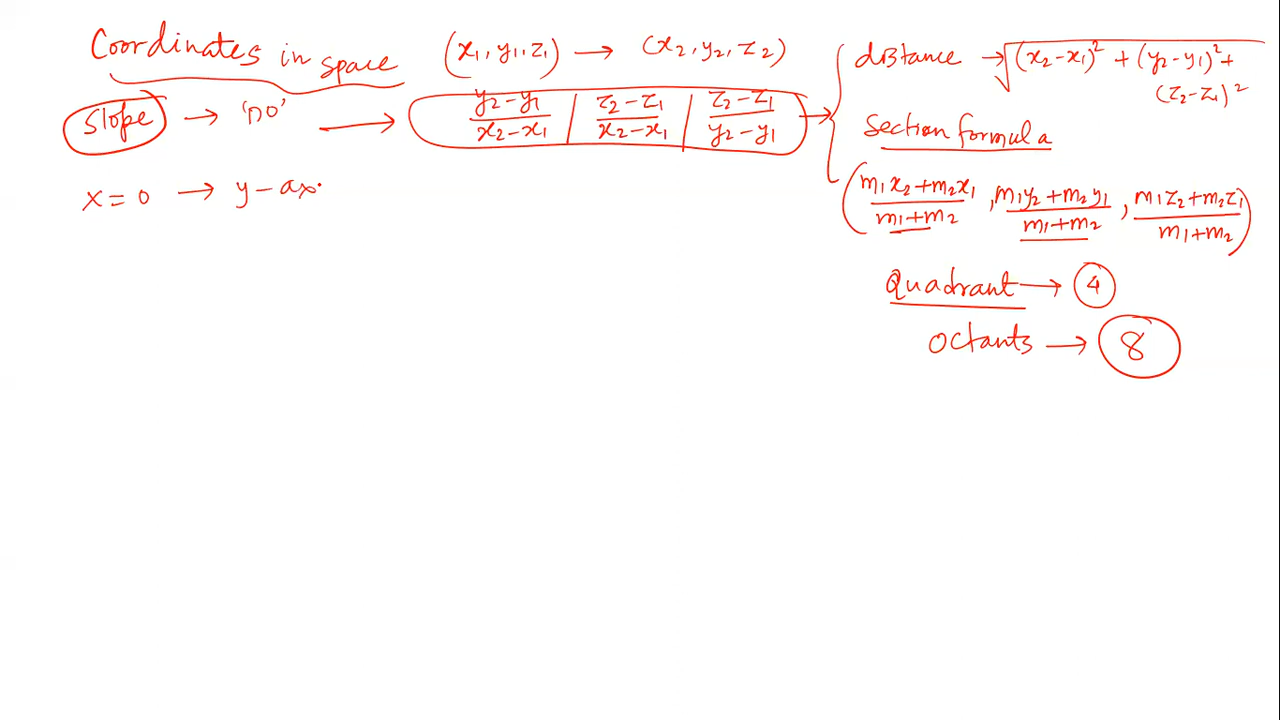 Coordinates in space
(x1, y1, z1) → (x2, y2, z2)
slope → 'no' → y2-y1/x2-x1 | z2-z1/x2-x1 | z2-z1/y2-y1 →
x = 0 → y-ax
distance → √(x2-x1)² + (y2-y1)² +
(z2-z1)²
section formula
(m1x2+m2x1/m1+m2, m1y2+m2y1/m1+m2, m1z2+m2z1/m1+m2)
Quadrant → 4
octants → 8